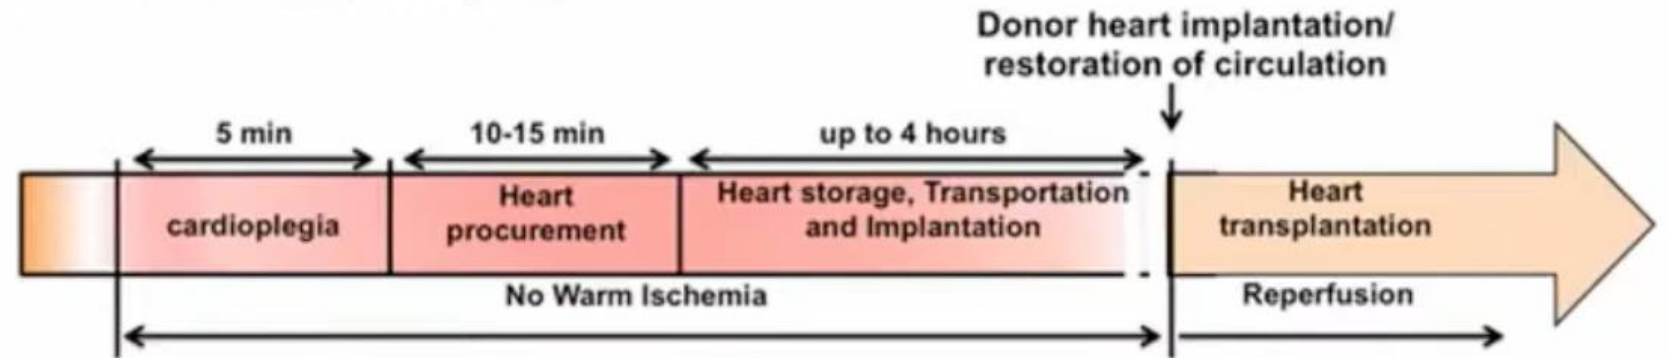 Donor heart implantation/
restoration of circulation
5 min
10-15 min
up to 4 hours
cardioplegia
Heart
procurement
Heart storage, Transportation
and Implantation
Heart
transplantation
No Warm Ischemia
Reperfusion